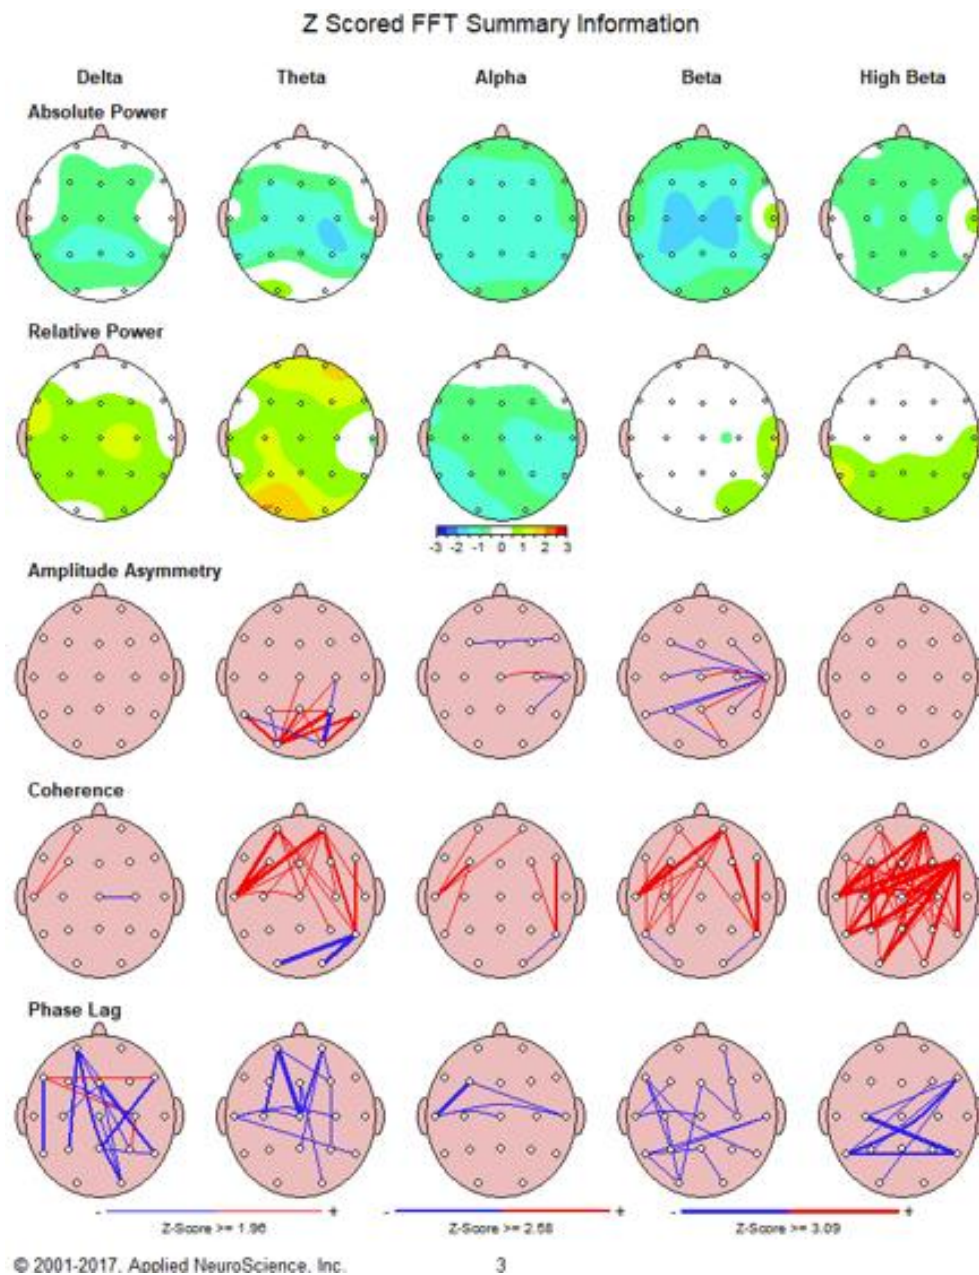 Z Scored FFT Summary Information
Delta Theta Alpha Beta High Beta
Absolute Power
Relative Power
-3 -2 -1 0 1 2 3
Amplitude Asymmetry
Coherence
Phase Lag
- + - + - +
Z-Score >= 1.96 Z-Score >= 2.58 Z-Score >= 3.09
© 2001-2017, Applied NeuroScience, Inc. 3